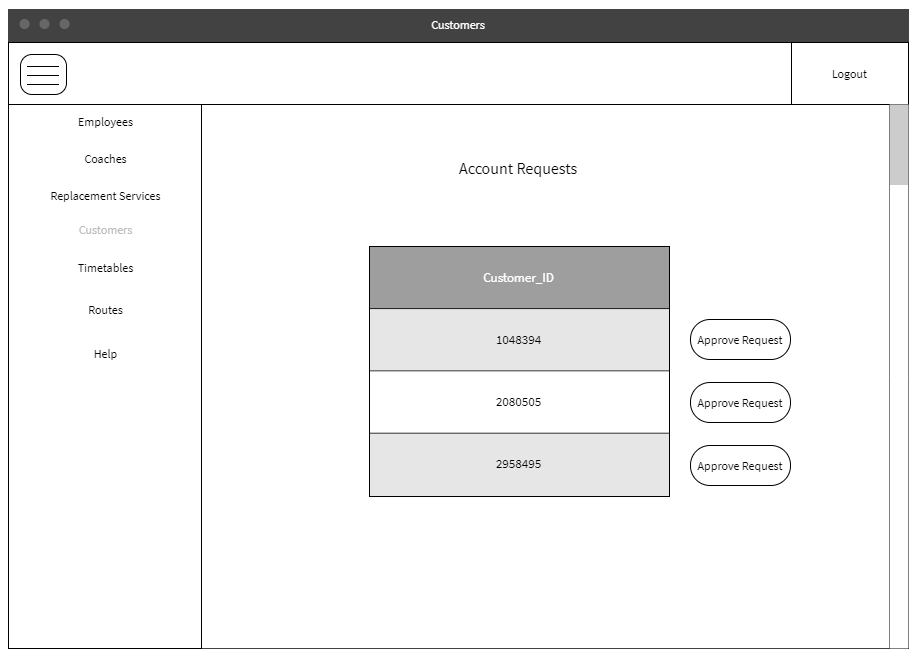 Customers
Logout
Employees
Coaches
Replacement Services
Customers
Timetables
Routes
Help
Account Requests
Customer_ID
1048394
Approve Request
2080505
Approve Request
2958495
Approve Request